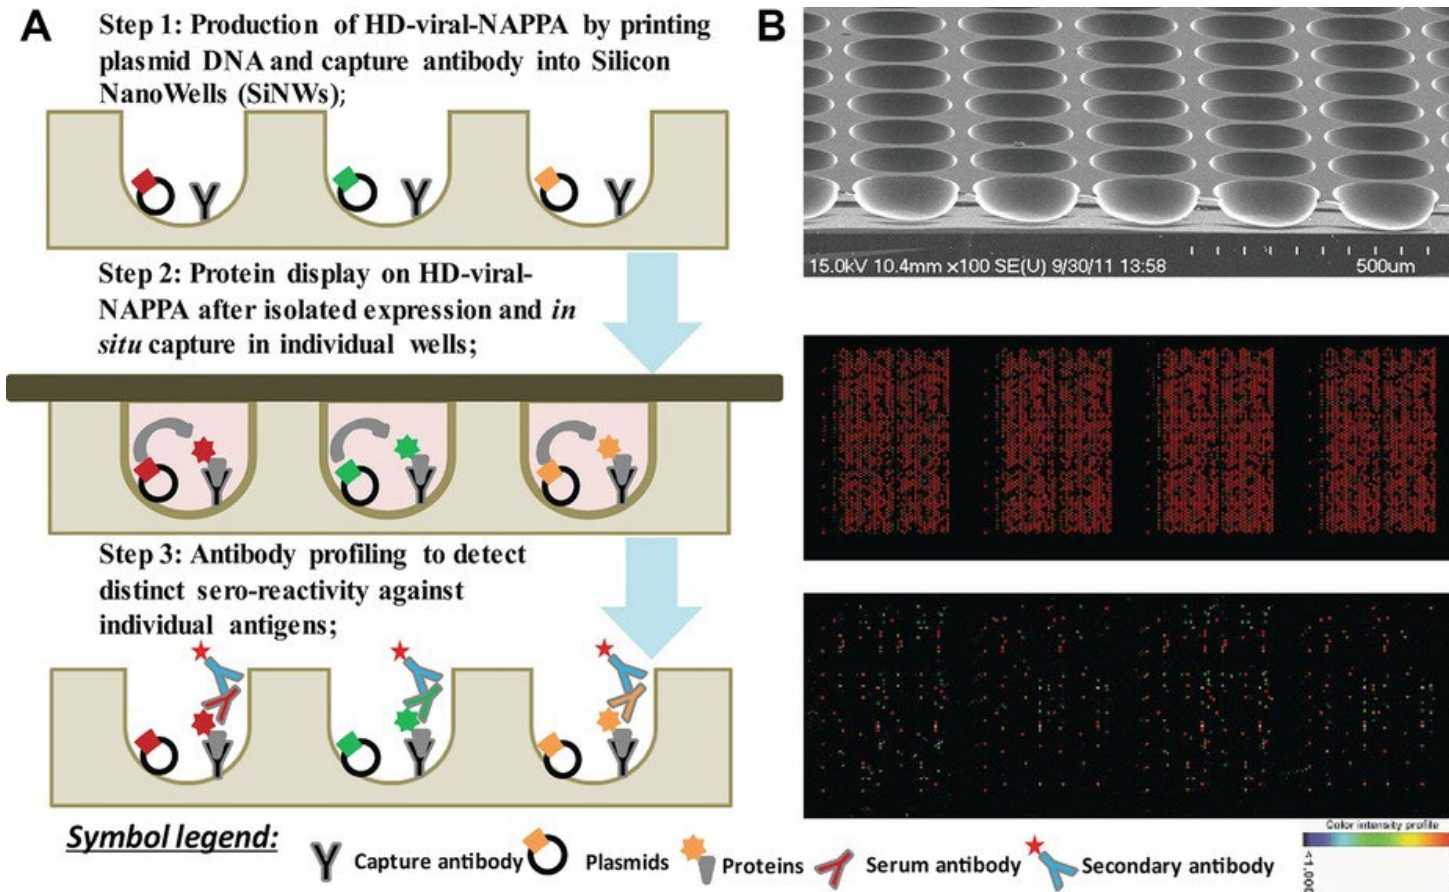 A
Step 1: Production of HD-viral-NAPPA by printing
plasmid DNA and capture antibody into Silicon
NanoWells (SiNWs);
Step 2: Protein display on HD-viral-
NAPPA after isolated expression and in
situ capture in individual wells;
Step 3: Antibody profiling to detect
distinct sero-reactivity against
individual antigens;
Symbol legend:
Capture antibody
Plasmids
Proteins
Serum antibody
Secondary antibody
B
15.0kV 10.4mm x100 SE(U) 9/30/11 13:58
500um
Color intensity profile
<1,000